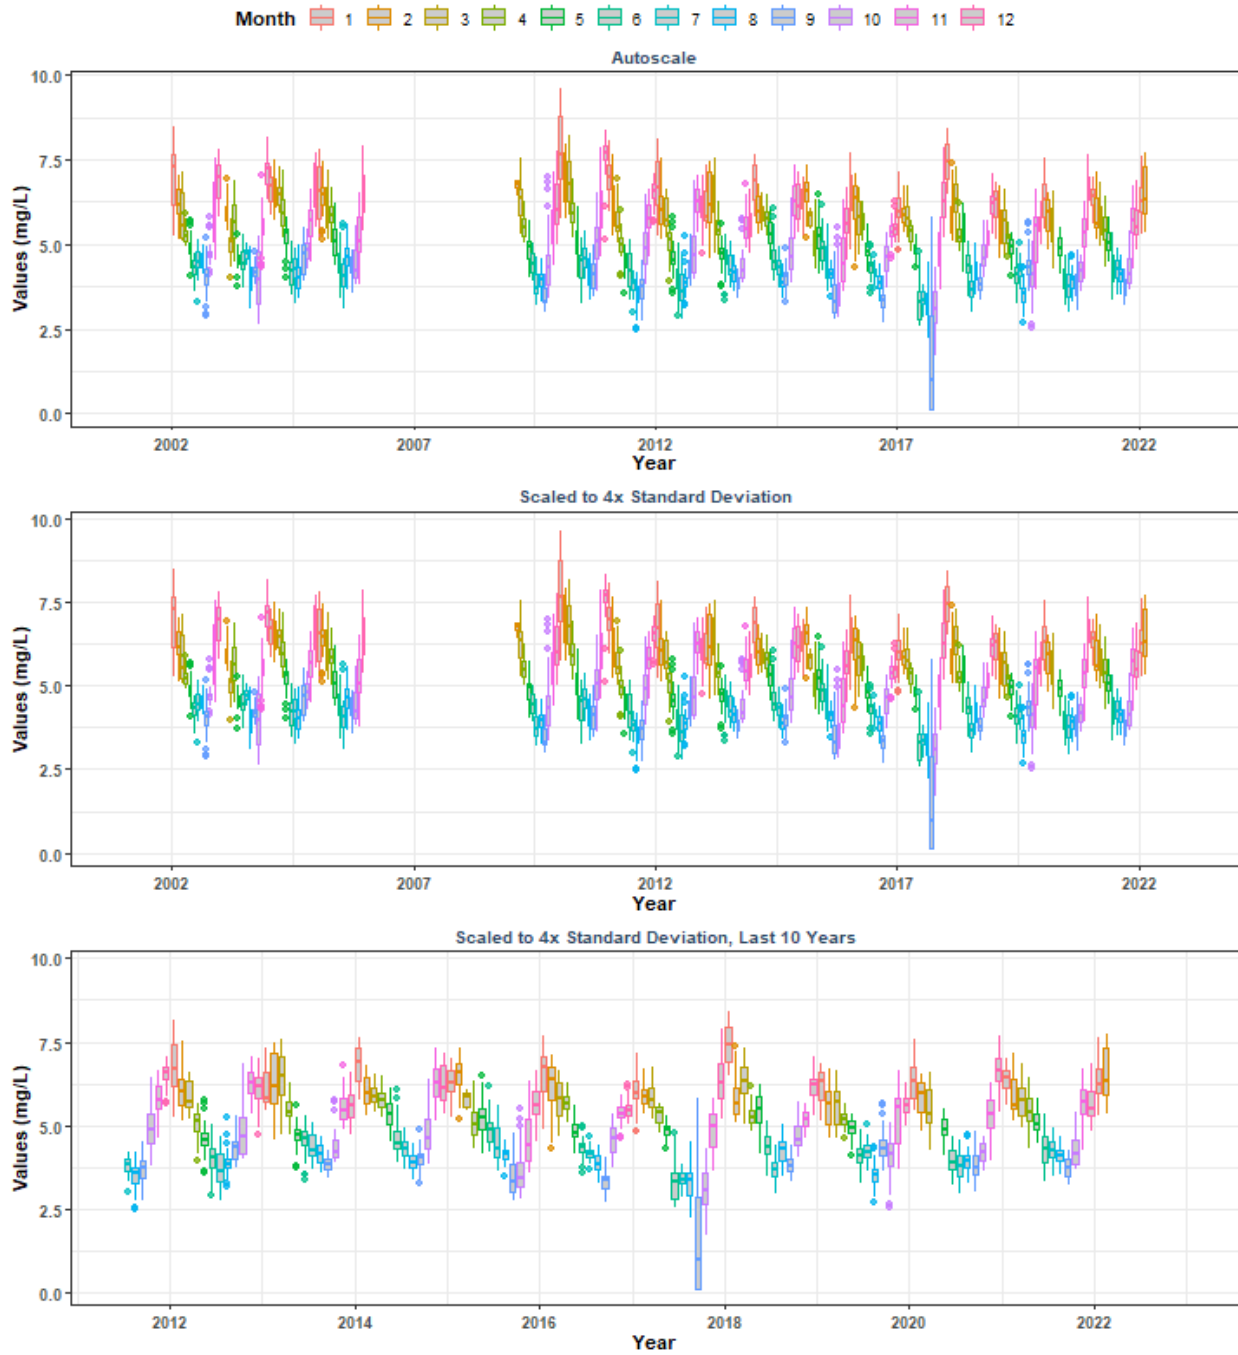 Month 1 2 3 4 5 6 7 8 9 10 11 12
Autoscale
10.0
7.5
5.0
2.5
0.0
Values (mg/L)
2002 2007 2012 2017 2022
Year
Scaled to 4x Standard Deviation
10.0
7.5
5.0
2.5
0.0
Values (mg/L)
2002 2007 2012 2017 2022
Year
Scaled to 4x Standard Deviation, Last 10 Years
10.0
7.5
5.0
2.5
0.0
Values (mg/L)
2012 2014 2016 2018 2020 2022
Year